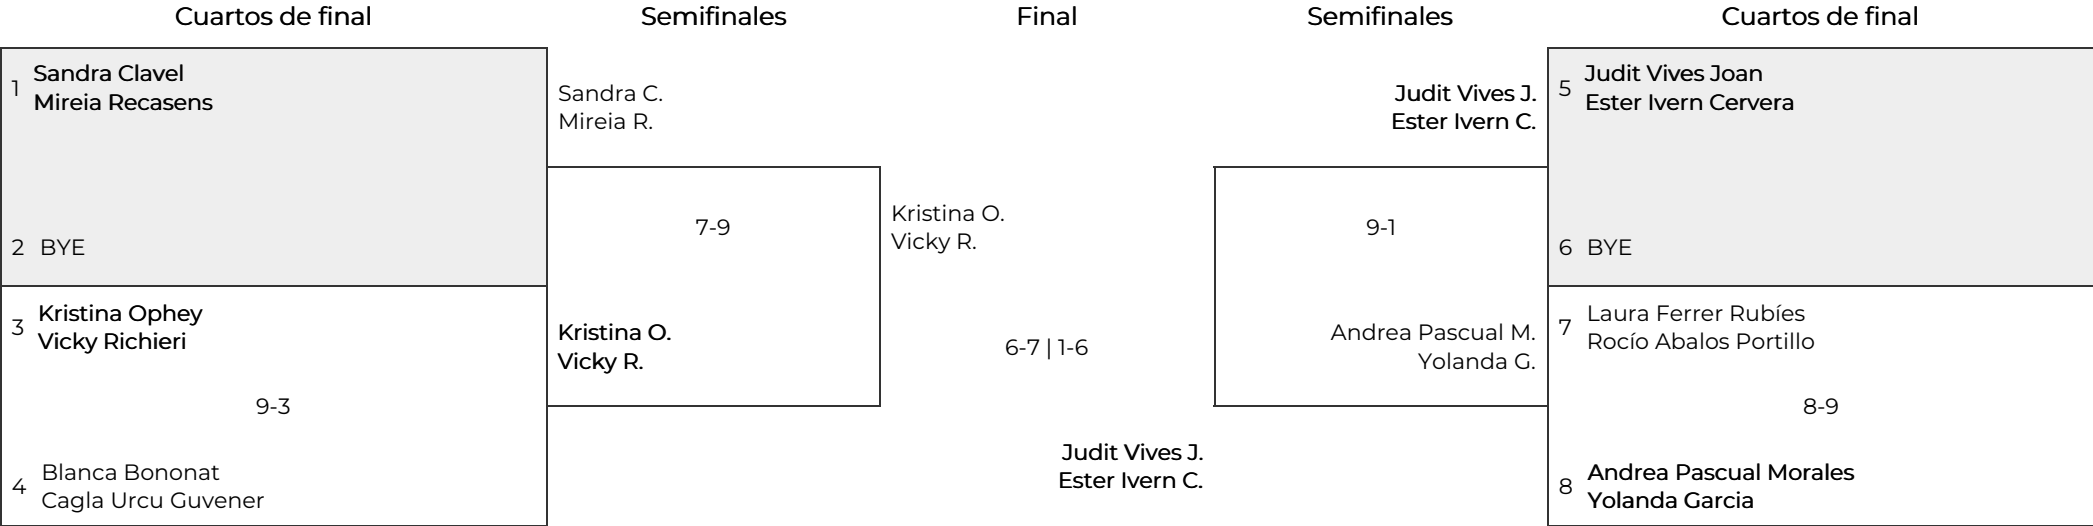 Cuartos de final
Semifinales
Final
Semifinales
Cuartos de final
1
Sandra Clavel
Mireia Recasens
2 BYE
3
Kristina Ophey
Vicky Richieri
9-3
4
Blanca Bononat
Cagla Urcu Guvener
Sandra C.
Mireia R.
7-9
Kristina O.
Vicky R.
Kristina O.
Vicky R.
6-7 | 1-6
Judit Vives J.
Ester Ivern C.
Judit Vives J.
Ester Ivern C.
9-1
Andrea Pascual M.
Yolanda G.
5
Judit Vives Joan
Ester Ivern Cervera
6 BYE
7
Laura Ferrer Rubíes
Rocío Abalos Portillo
8-9
8
Andrea Pascual Morales
Yolanda Garcia